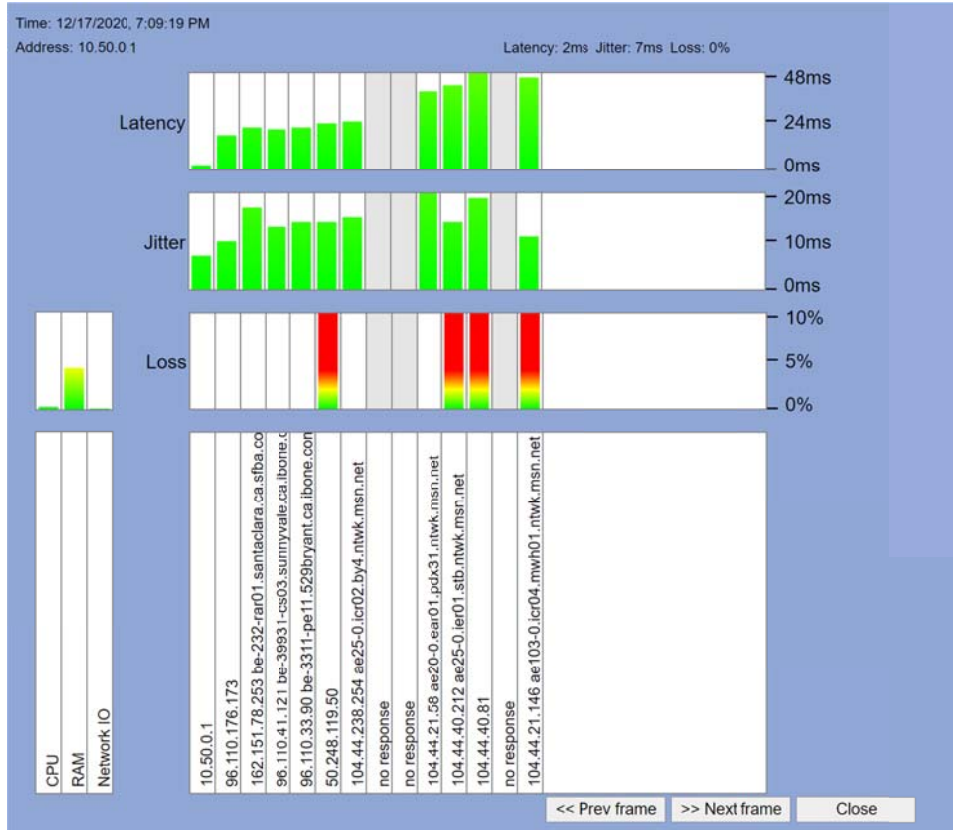 Time: 12/17/2020, 7:09:19 PM
Address: 10.50.0.1
Latency: 2ms Jitter: 7ms Loss: 0%
Latency
48ms
24ms
0ms
Jitter
20ms
10ms
0ms
Loss
10%
5%
0%
CPU
RAM
Network IO
10.50.0.1
96.110.176.173
162.151.78.253 be-232-rar01.santaclara.ca.sfba.co
96.110.41.121 be-39931-cs03.sunnyvale.ca.ibone.c
96.110.33.90 be-3311-pe11.529bryant.ca.ibone.con
50.248.119.50
104.44.238.254 ae25-0.icr02.by4.ntwk.msn.net
no response
no response
104.44.21.58 ae20-0.ear01.pdx31.ntwk.msn.net
104.44.40.212 ae25-0.ier01.stb.ntwk.msn.net
104.44.40.81
no response
104.44.21.146 ae103-0.icr04.mwh01.ntwk.msn.net
<< Prev frame
>> Next frame
Close